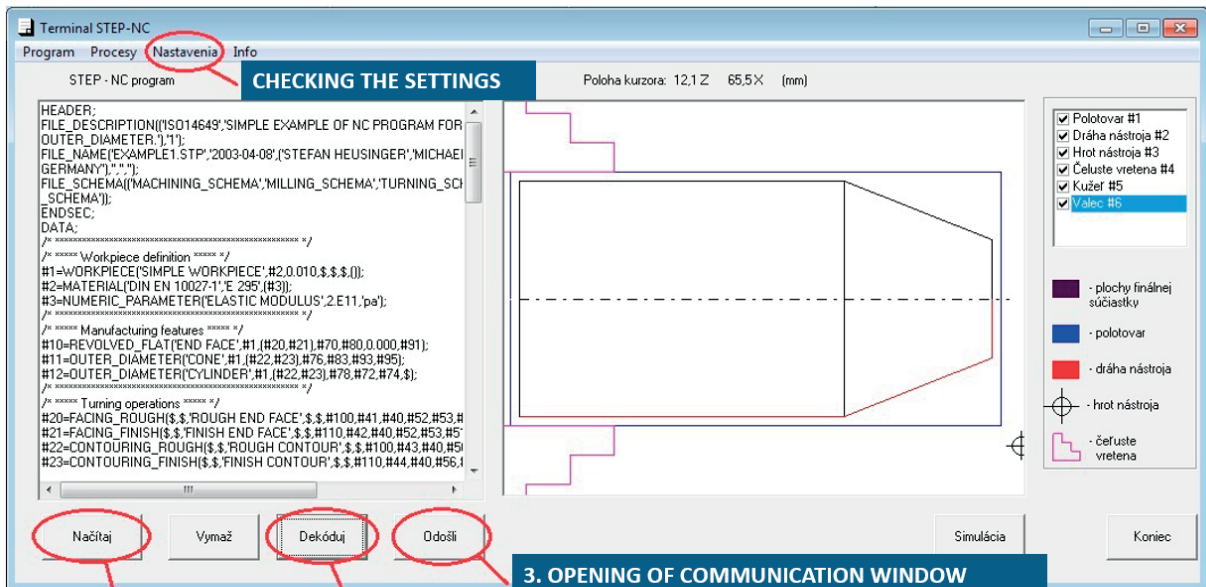 Terminal STEP-NC
Program Procesy Nastavenia Info
STEP - NC program
CHECKING THE SETTINGS
Poloha kurzora: 12,1 Z 65,5 X (mm)
HEADER;
FILE_DESCRIPTION(('ISO14649','SIMPLE EXAMPLE OF NC PROGRAM FOR
OUTER_DIAMETER.'),'1');
FILE_NAME('EXAMPLE1.STP','2003-04-08',('STEFAN HEUSINGER','MICHAEL
GERMANY'),'','','');
FILE_SCHEMA(('MACHINING_SCHEMA','MILLING_SCHEMA','TURNING_SCH
_SCHEMA'));
ENDSEC;
DATA;
/* *************************************************** */
/* ***** Workpiece definition ***** */
#1=WORKPIECE('SIMPLE WORKPIECE',#2,0.010,$,$,$,());
#2=MATERIAL('DIN EN 10027-1','E 295',(#3));
#3=NUMERIC_PARAMETER('ELASTIC MODULUS',2.E11,'pa');
/* *************************************************** */
/* ***** Manufacturing features ***** */
#10=REVOLVED_FLAT('END FACE',#1,(#20,#21),#70,#80,0.000,#91);
#11=OUTER_DIAMETER('CONE',#1,(#22,#23),#76,#83,#93,#95);
#12=OUTER_DIAMETER('CYLINDER',#1,(#22,#23),#78,#72,#74,$);
/* *************************************************** */
/* ***** Turning operations ***** */
#20=FACING_ROUGH($,$,'ROUGH END FACE',$,$,#100,#41,#40,#52,#53,#
#21=FACING_FINISH($,$,'FINISH END FACE',$,$,#110,#42,#40,#52,#53,#5
#22=CONTOURING_ROUGH($,$,'ROUGH CONTOUR',$,$,#100,#43,#40,#5
#23=CONTOURING_FINISH($,$,'FINISH CONTOUR',$,$,#110,#44,#40,#56,#
Polotovar #1
Dráha nástroja #2
Hrot nástroja #3
Čeluste vretena #4
Kužeľ #5
Valec #6
- plochy finálnej
súčiastky
- polotovar
- dráha nástroja
- hrot nástroja
- čeľuste
vretena
Načítaj Vymaž Dekóduj Odošli Simulácia Koniec
3. OPENING OF COMMUNICATION WINDOW